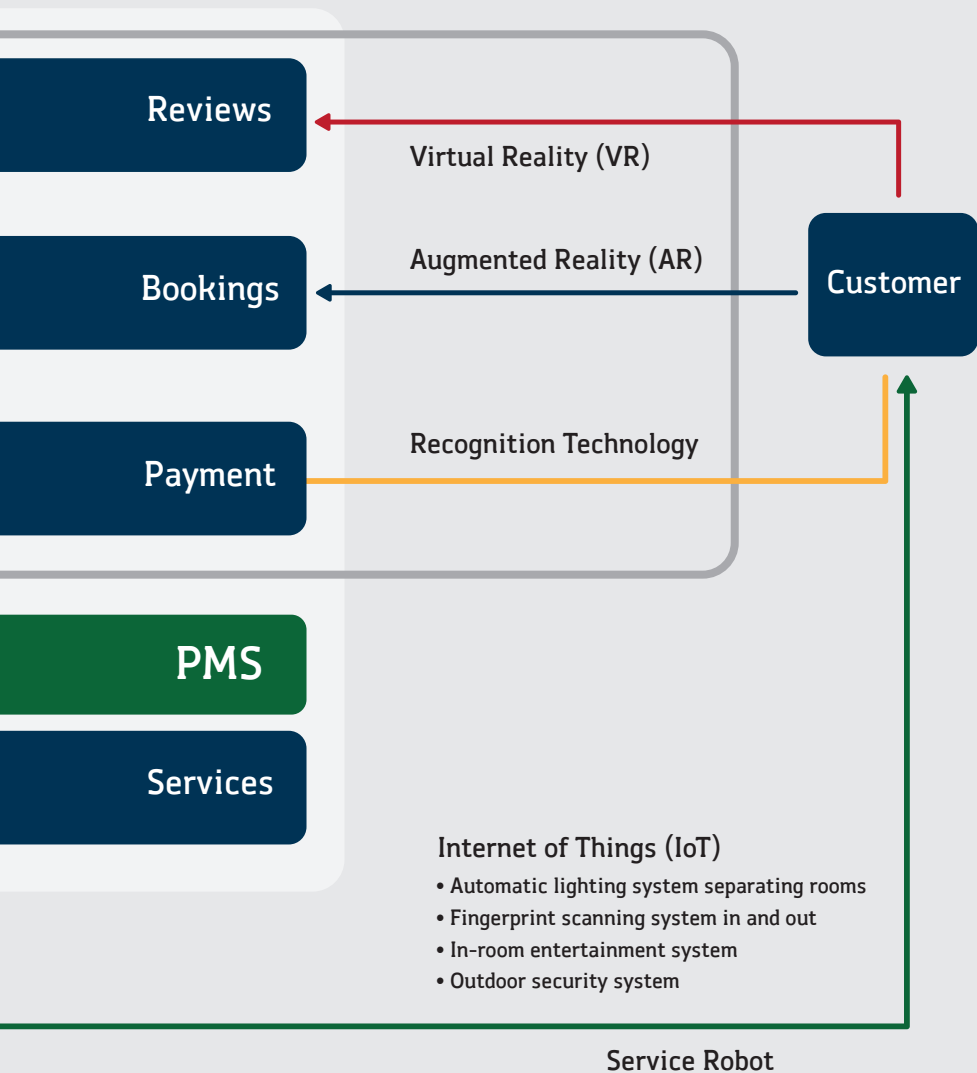 Reviews
Virtual Reality (VR)
Augmented Reality (AR)
Customer
Bookings
Recognition Technology
Payment
PMS
Services
Internet of Things (IoT)
• Automatic lighting system separating rooms
• Fingerprint scanning system in and out
• In-room entertainment system
• Outdoor security system
Service Robot